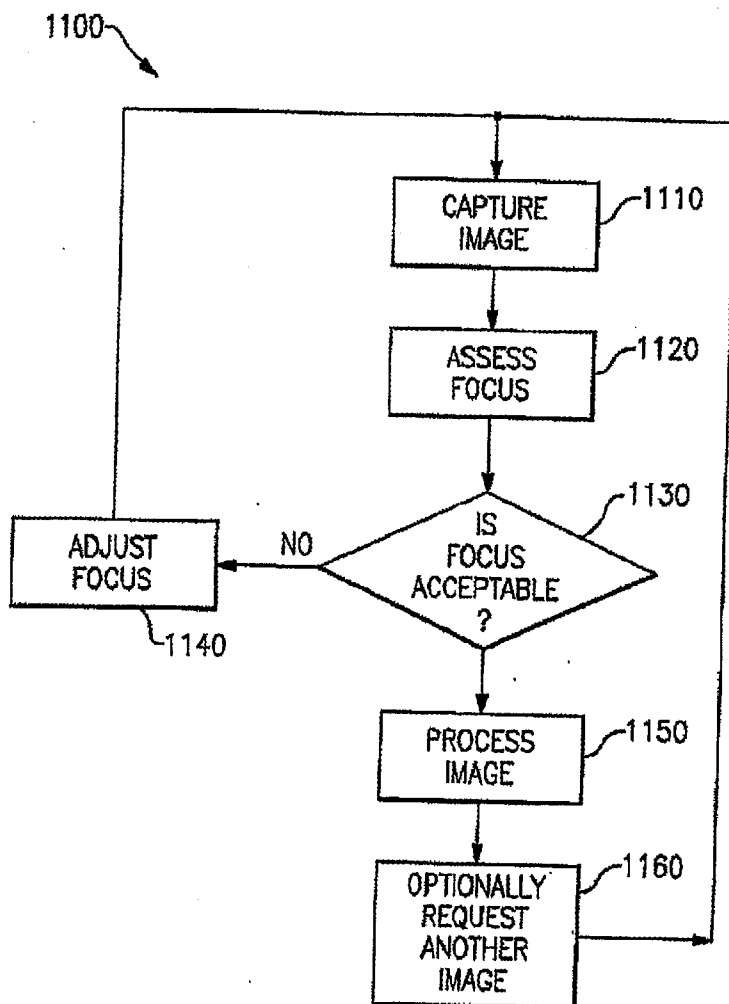 1100
CAPTURE
IMAGE
1110
ASSESS
FOCUS
1120
IS
FOCUS
ACCEPTABLE
?
1130
NO
ADJUST
FOCUS
1140
PROCESS
IMAGE
1150
OPTIONALLY
REQUEST
ANOTHER
IMAGE
1160